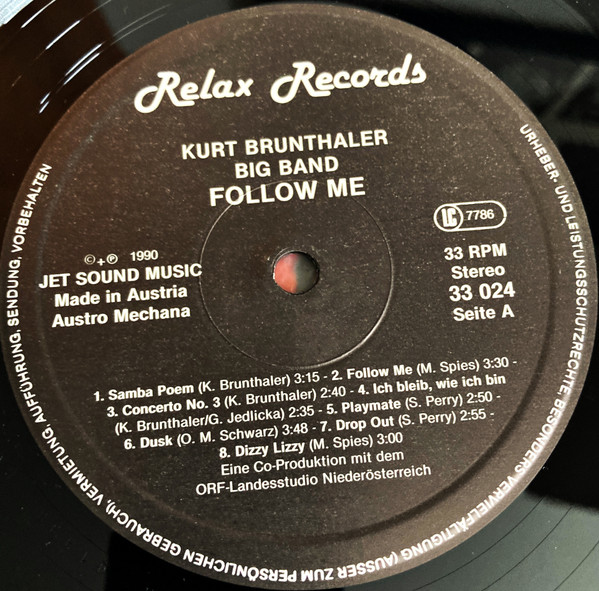 Relax Records
KURT BRUNTHALER
BIG BAND
FOLLOW ME
LC 7786
©+℗ 1990
JET SOUND MUSIC
Made in Austria
Austro Mechana
33 RPM
Stereo
33 024
Seite A
1. Samba Poem (K. Brunthaler) 3:15 - 2. Follow Me (M. Spies) 3:30 -
3. Concerto No. 3 (K. Brunthaler) 2:40 - 4. Ich bleib, wie ich bin
(K. Brunthaler/G. Jedlicka) 2:35 - 5. Playmate (S. Perry) 2:50 -
6. Dusk (O. M. Schwarz) 3:48 - 7. Drop Out (S. Perry) 2:55 -
8. Dizzy Lizzy (M. Spies) 3:00
Eine Co-Produktion mit dem
ORF-Landesstudio Niederösterreich
URHEBER- UND LEISTUNGSSCHUTZRECHTE BESONDERS VERVIELFÄLTIGUNG (AUSSER ZUM PERSÖNLICHEN GEBRAUCH), VERMIETUNG, AUFFÜHRUNG, SENDUNG, VORBEHALTEN